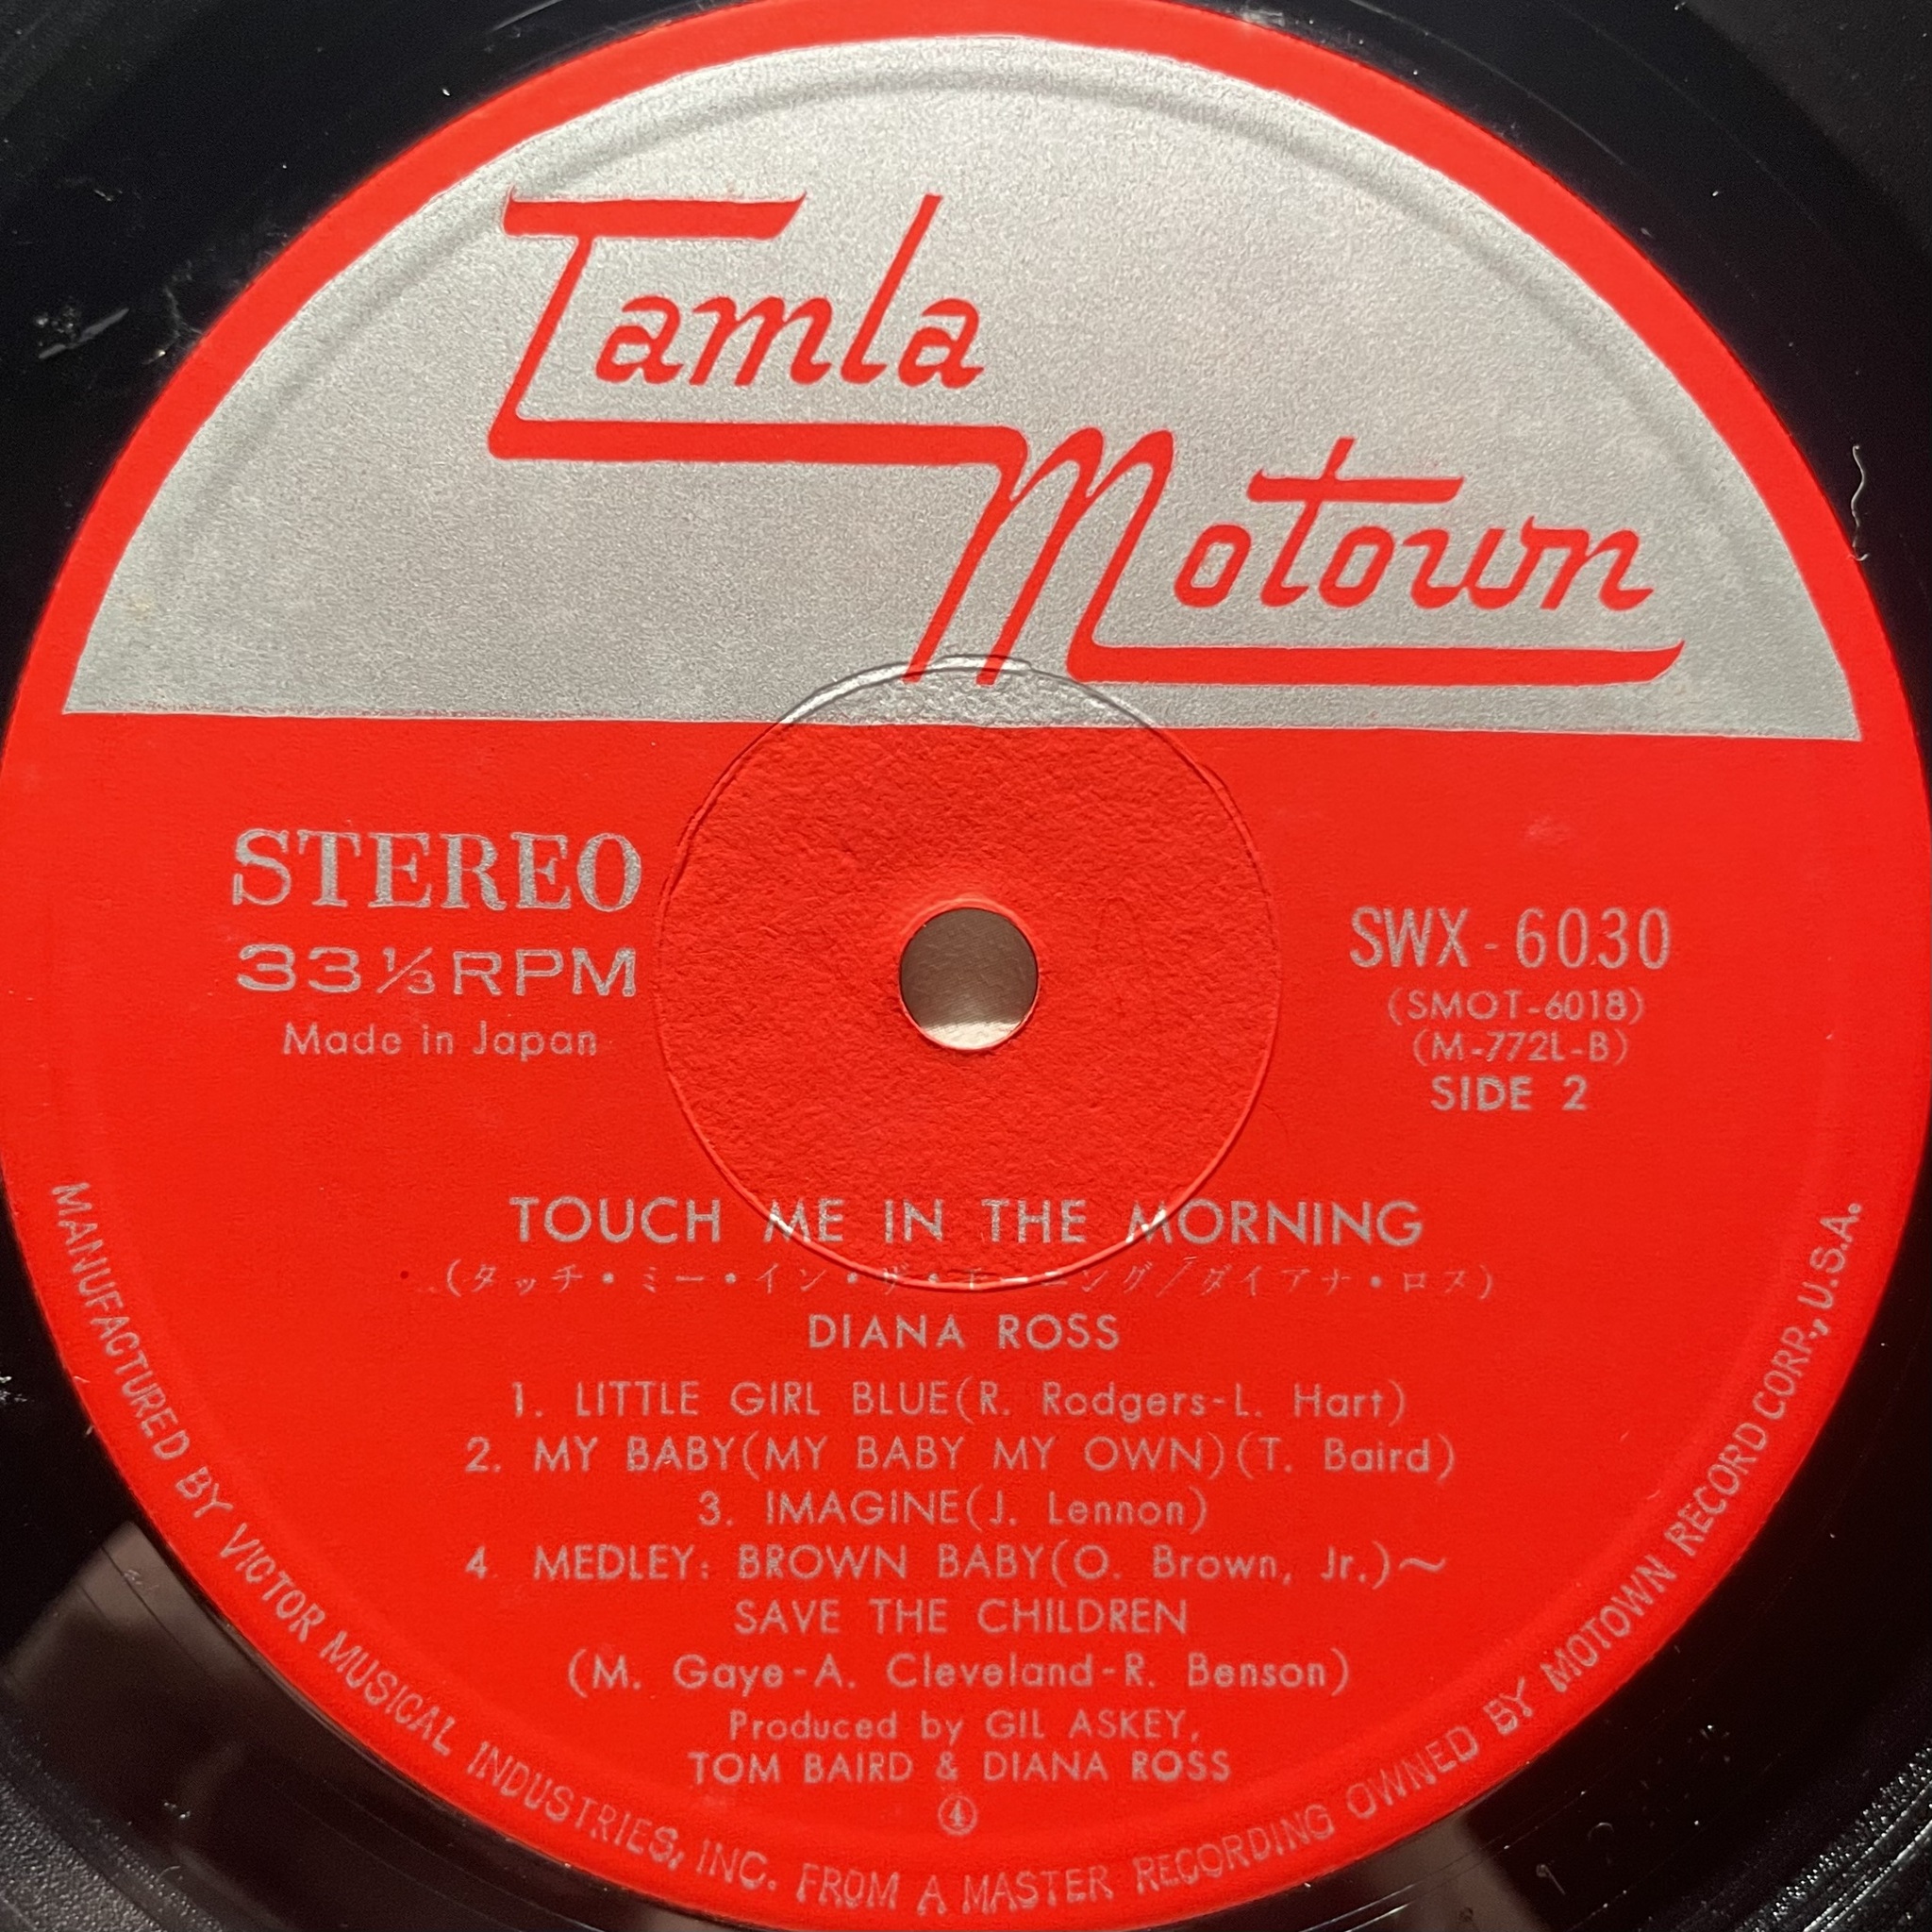 Tamla
Motown
STEREO
33 1/3 RPM
Made in Japan
SWX-6030
(SMOT-6018)
(M-772L-B)
SIDE 2
TOUCH ME IN THE MORNING
(タッチ・ミー・イン・ザ・モーニング/ダイアナ・ロス)
DIANA ROSS
1. LITTLE GIRL BLUE(R. Rodgers-L. Hart)
2. MY BABY(MY BABY MY OWN)(T. Baird)
3. IMAGINE(J. Lennon)
4. MEDLEY: BROWN BABY(O. Brown, Jr.)~
SAVE THE CHILDREN
(M. Gaye-A. Cleveland-R. Benson)
Produced by GIL ASKEY,
TOM BAIRD & DIANA ROSS
④
MANUFACTURED BY VICTOR MUSICAL INDUSTRIES, INC. FROM A MASTER RECORDING OWNED BY MOTOWN RECORD CORP., U.S.A.